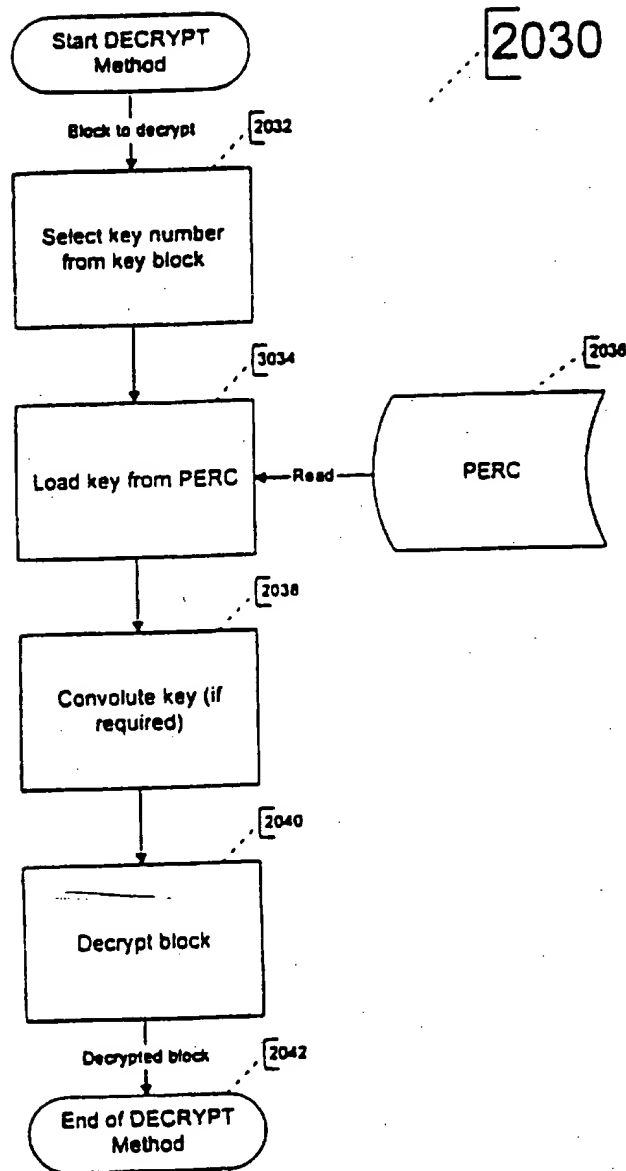 Start DECRYPT
Method
2030
Block to decrypt
2032
Select key number
from key block
3034
Load key from PERC
Read
PERC
2036
2038
Convolute key (if
required)
2040
Decrypt block
Decrypted block
2042
End of DECRYPT
Method